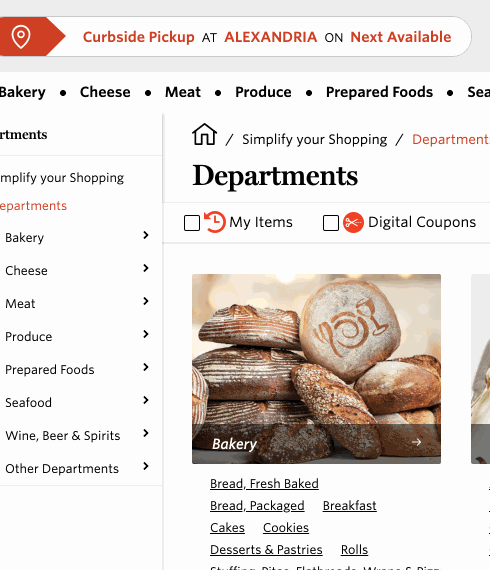 Curbside Pickup AT ALEXANDRIA ON Next Available
Bakery • Cheese • Meat • Produce • Prepared Foods • Sea
rtments
mplify your Shopping
epartments
Bakery
Cheese
Meat
Produce
Prepared Foods
Seafood
Wine, Beer & Spirits
Other Departments
/ Simplify your Shopping / Department
Departments
My Items
Digital Coupons
Bakery →
Bread, Fresh Baked
Bread, Packaged Breakfast
Cakes Cookies
Desserts & Pastries Rolls